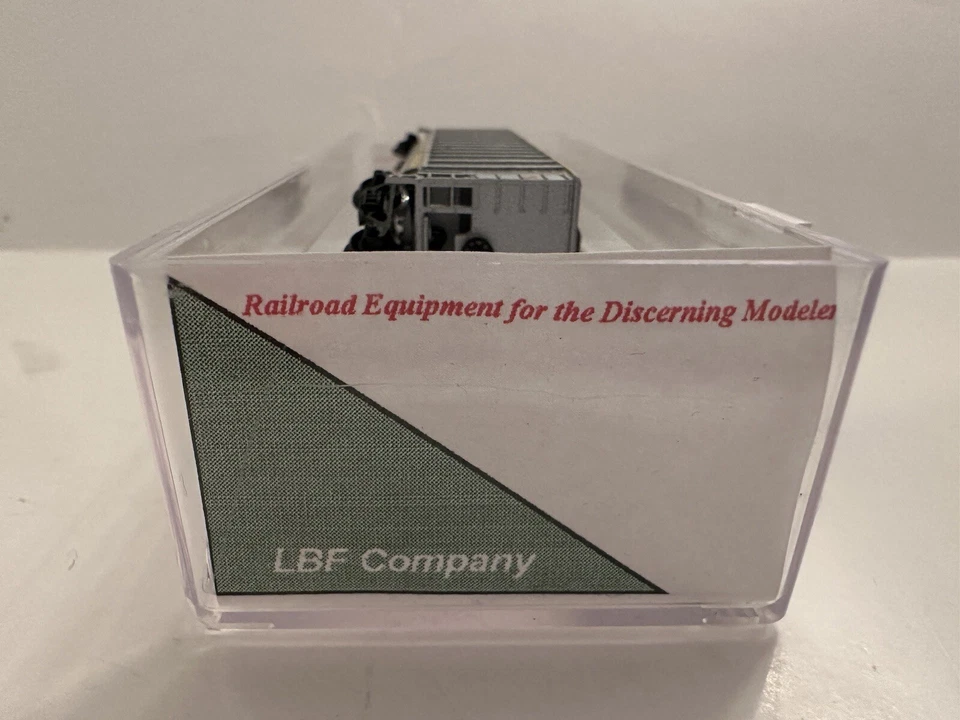 Railroad Equipment for the Discerning Modeler
LBF Company